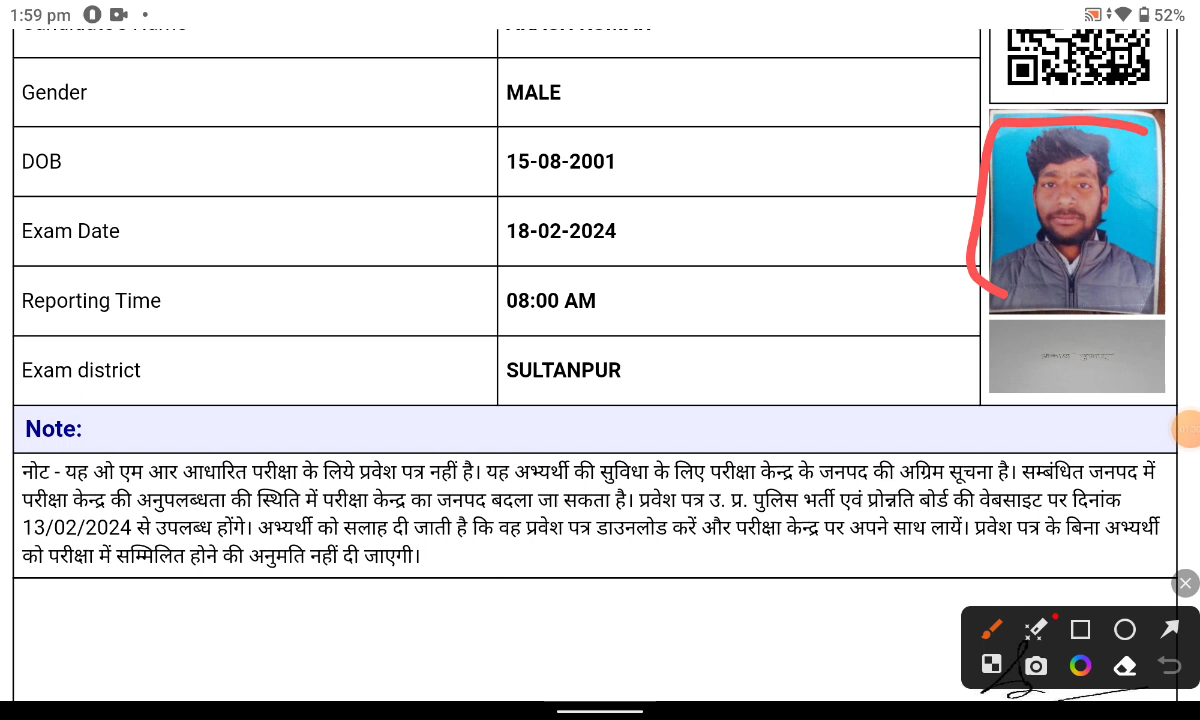 1:59 pm
52%
Gender MALE
DOB 15-08-2001
Exam Date 18-02-2024
Reporting Time 08:00 AM
Exam district SULTANPUR
Note:
नोट - यह ओ एम आर आधारित परीक्षा के लिये प्रवेश पत्र नहीं है। यह अभ्यर्थी की सुविधा के लिए परीक्षा केन्द्र के जनपद की अग्रिम सूचना है। सम्बंधित जनपद में
परीक्षा केन्द्र की अनुपलब्धता की स्थिति में परीक्षा केन्द्र का जनपद बदला जा सकता है। प्रवेश पत्र उ. प्र. पुलिस भर्ती एवं प्रोन्नति बोर्ड की वेबसाइट पर दिनांक
13/02/2024 से उपलब्ध होंगे। अभ्यर्थी को सलाह दी जाती है कि वह प्रवेश पत्र डाउनलोड करें और परीक्षा केन्द्र पर अपने साथ लायें। प्रवेश पत्र के बिना अभ्यर्थी
को परीक्षा में सम्मिलित होने की अनुमति नहीं दी जाएगी।